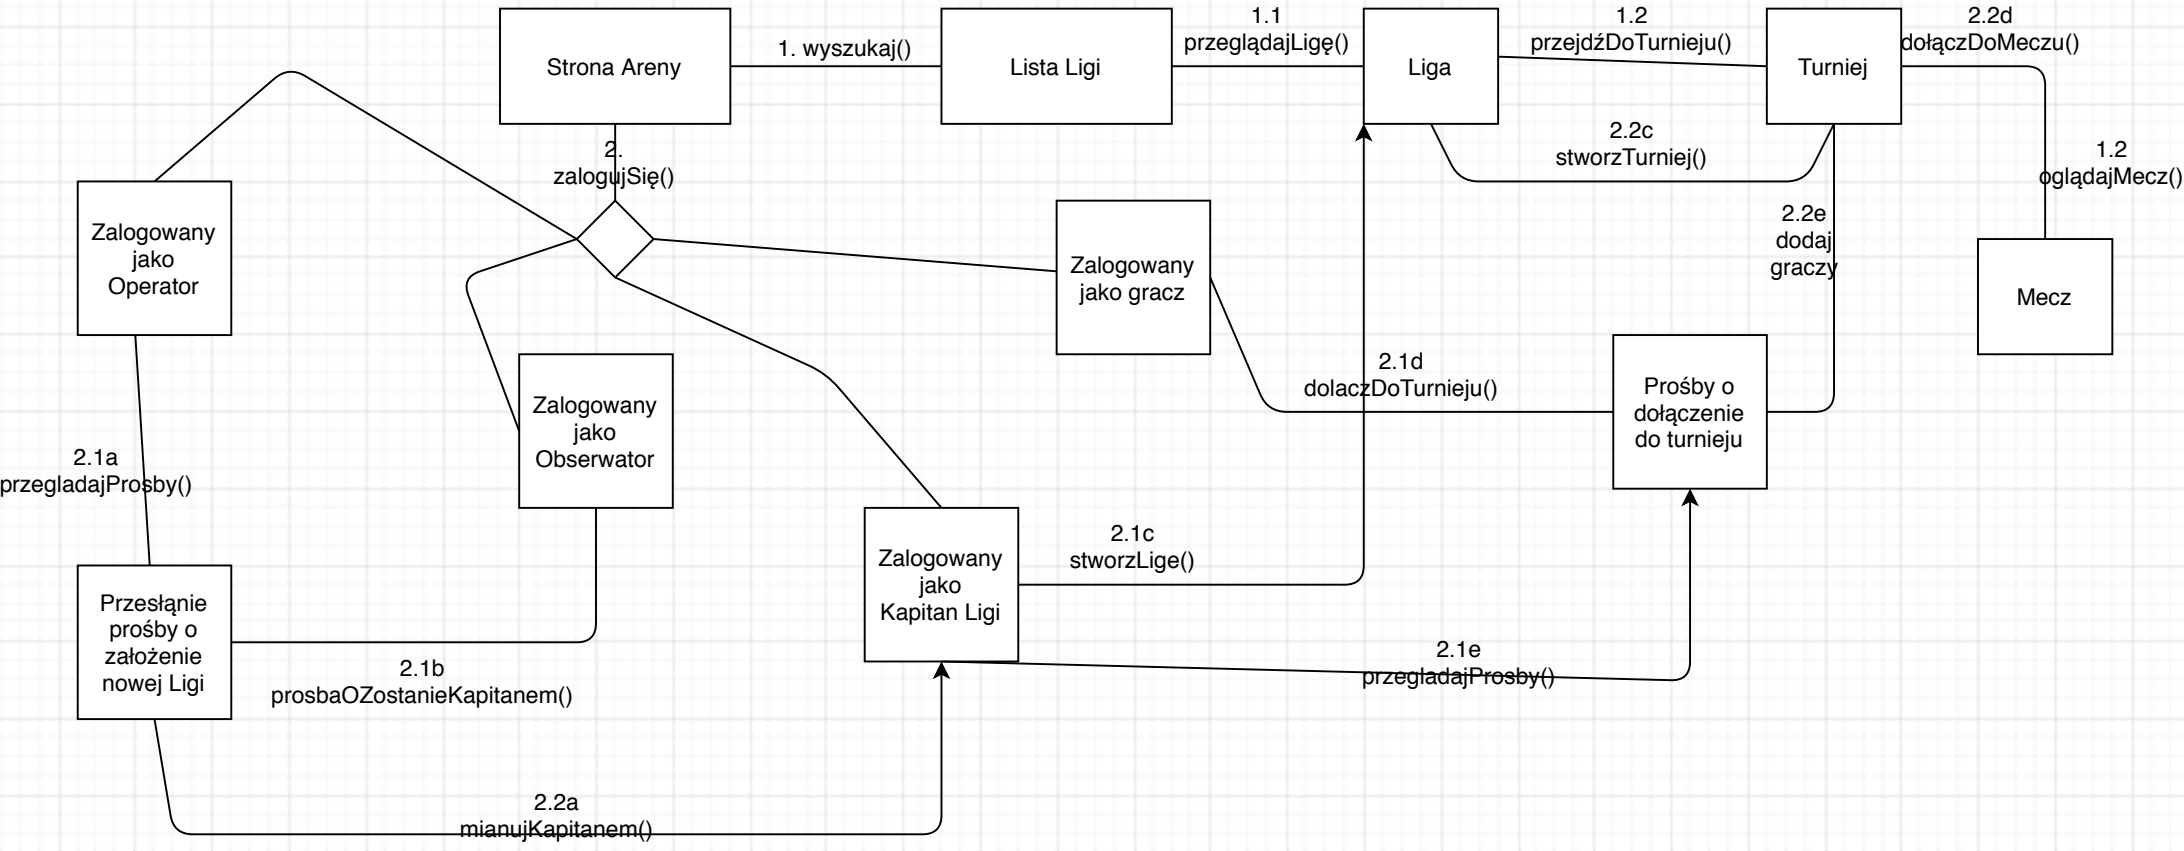 Strona Areny
1. wyszukaj()
Lista Ligi
1.1
przeglądajLigę()
Liga
1.2
przejdźDoTurnieju()
Turniej
2.2d
dołączDoMeczu()
2.2c
stworzTurniej()
1.2
oglądajMecz()
2.
zalogujSię()
Zalogowany
jako
Operator
Zalogowany
jako gracz
2.2e
dodaj
graczy
Mecz
Zalogowany
jako
Obserwator
2.1d
dolaczDoTurnieju()
Prośby o
dołączenie
do turnieju
2.1a
przegladajProsby()
Zalogowany
jako
Kapitan Ligi
2.1c
stworzLige()
Przesłąnie
prośby o
założenie
nowej Ligi
2.1b
prosbaOZostanieKapitanem()
2.1e
przegladajProsby()
2.2a
mianujKapitanem()